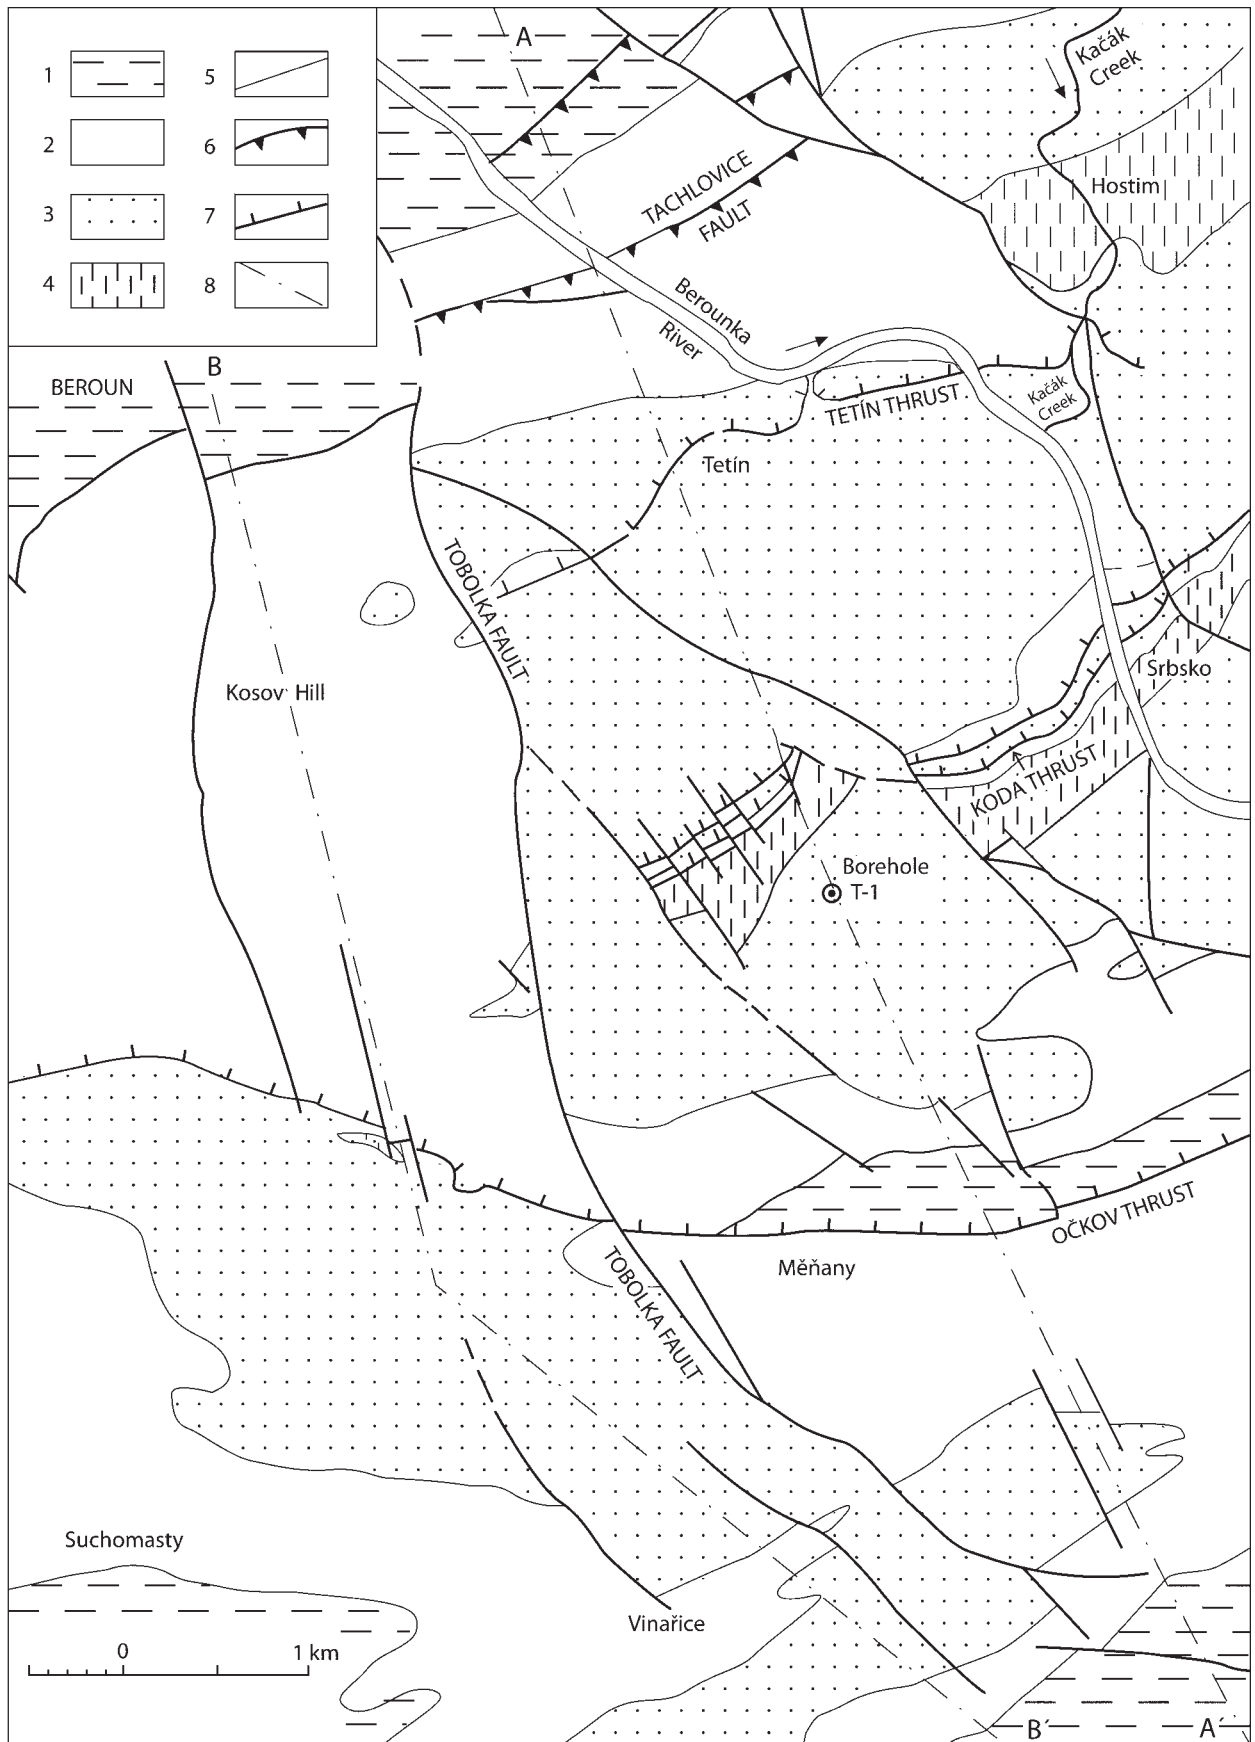 1
2
3
4
5
6
7
8
A
Kačák
Creek
Hostim
TACHLOVICE
FAULT
Berounka
River
B
BEROUN
TETÍN THRUST
Kačák
Creek
Tetín
TOBOLKA FAULT
Kosov Hill
Srbsko
KODA THRUST
Borehole
T-1
OČKOV THRUST
Měňany
TOBOLKA FAULT
Suchomasty
Vinařice
0
1 km
B´
A´